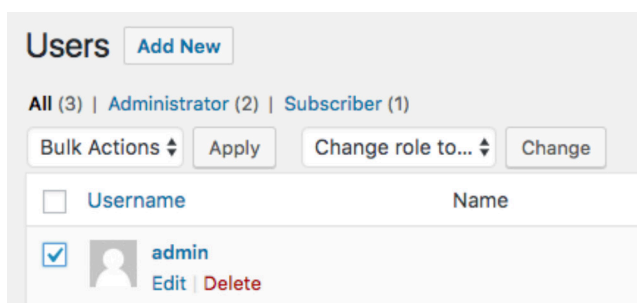 Users Add New
All (3) | Administrator (2) | Subscriber (1)
Bulk Actions Apply Change role to... Change
Username Name
admin
Edit | Delete